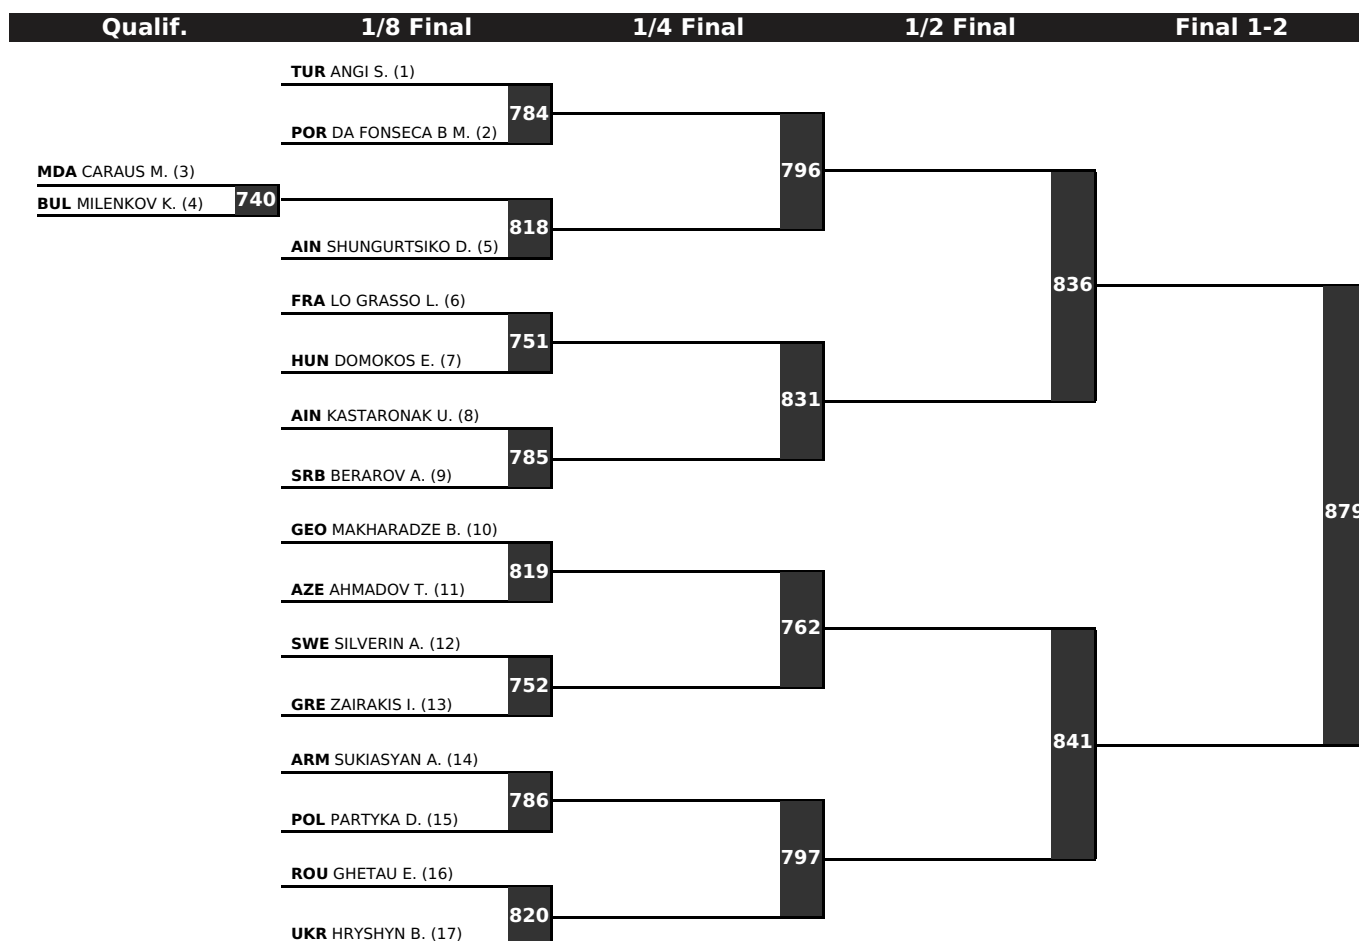 Qualif. 1/8 Final 1/4 Final 1/2 Final Final 1-2
TUR ANGI S. (1)
784
POR DA FONSECA B M. (2)
MDA CARAUS M. (3)
796
BUL MILENKOV K. (4) 740
818
AIN SHUNGURTSIKO D. (5)
836
FRA LO GRASSO L. (6)
751
HUN DOMOKOS E. (7)
831
AIN KASTARONAK U. (8)
785
SRB BERAROV A. (9)
879
GEO MAKHARADZE B. (10)
819
AZE AHMADOV T. (11)
762
SWE SILVERIN A. (12)
752
GRE ZAIRAKIS I. (13)
841
ARM SUKIASYAN A. (14)
786
POL PARTYKA D. (15)
797
ROU GHETAU E. (16)
820
UKR HRYSHYN B. (17)